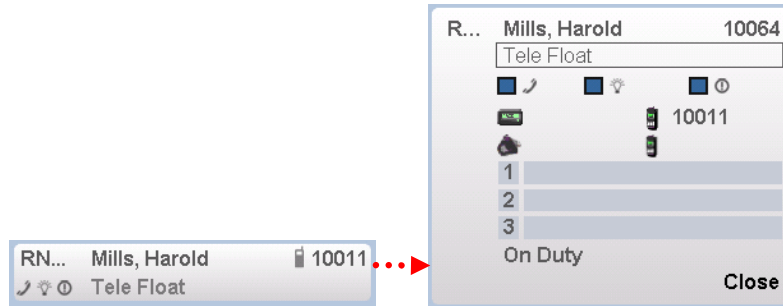 RN... Mills, Harold 10011
Tele Float
R... Mills, Harold 10064
Tele Float
10011
1
2
3
On Duty
Close